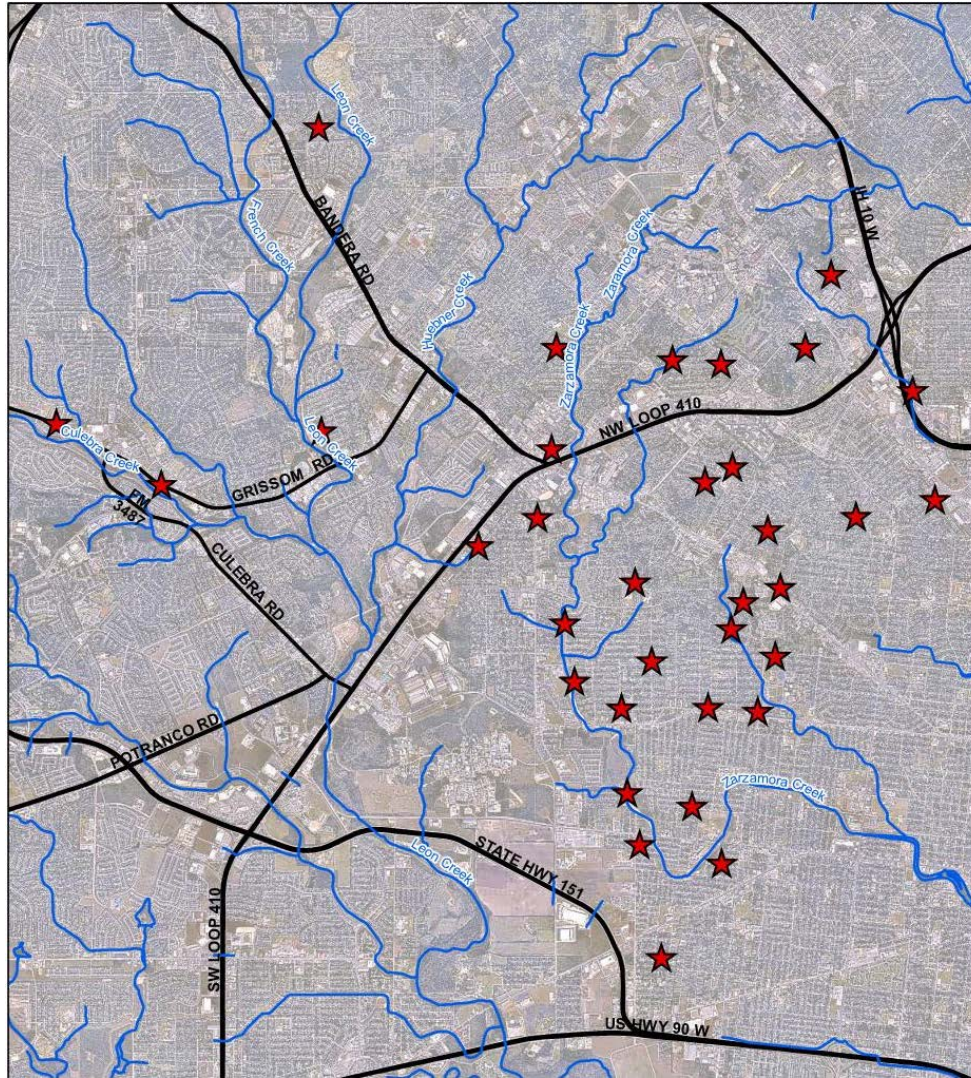 Leon Creek
IH 10 W
French Creek
BANDERA RD
Zaramora Creek
Huebner Creek
Zarzamora Creek
NW LOOP 410
Culebra Creek
Leon Creek
GRISSOM RD
FM
3487
CULEBRA RD
POTRANCO RD
Zarzamora Creek
Leon Creek
STATE HWY 151
SW LOOP 410
US HWY 90 W